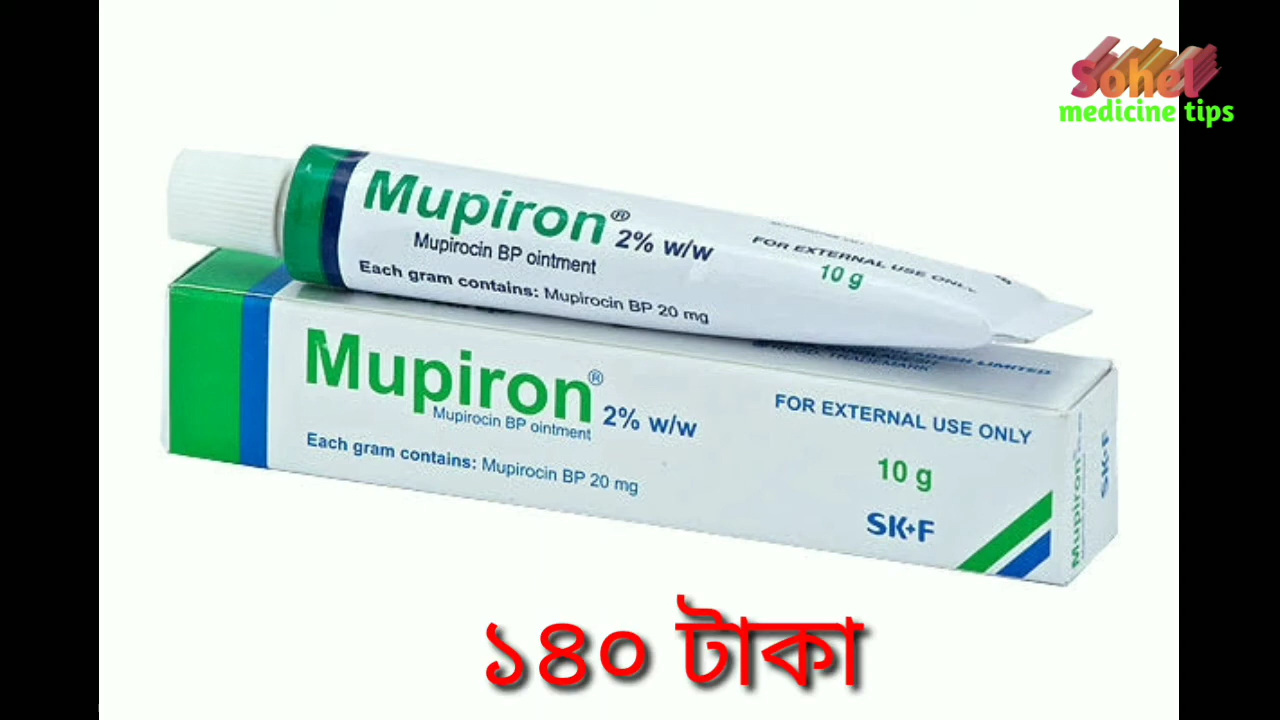 Sohel
medicine tips
Mupiron® 2% w/w
Mupirocin BP ointment
Each gram contains: Mupirocin BP 20 mg
FOR EXTERNAL USE ONLY
10 g
Mupiron® 2% w/w
Mupirocin BP ointment
Each gram contains: Mupirocin BP 20 mg
FOR EXTERNAL USE ONLY
10 g
SK+F
Mupiron®
SK+F
LIMITED
TRADEMARK
১৪০ টাকা